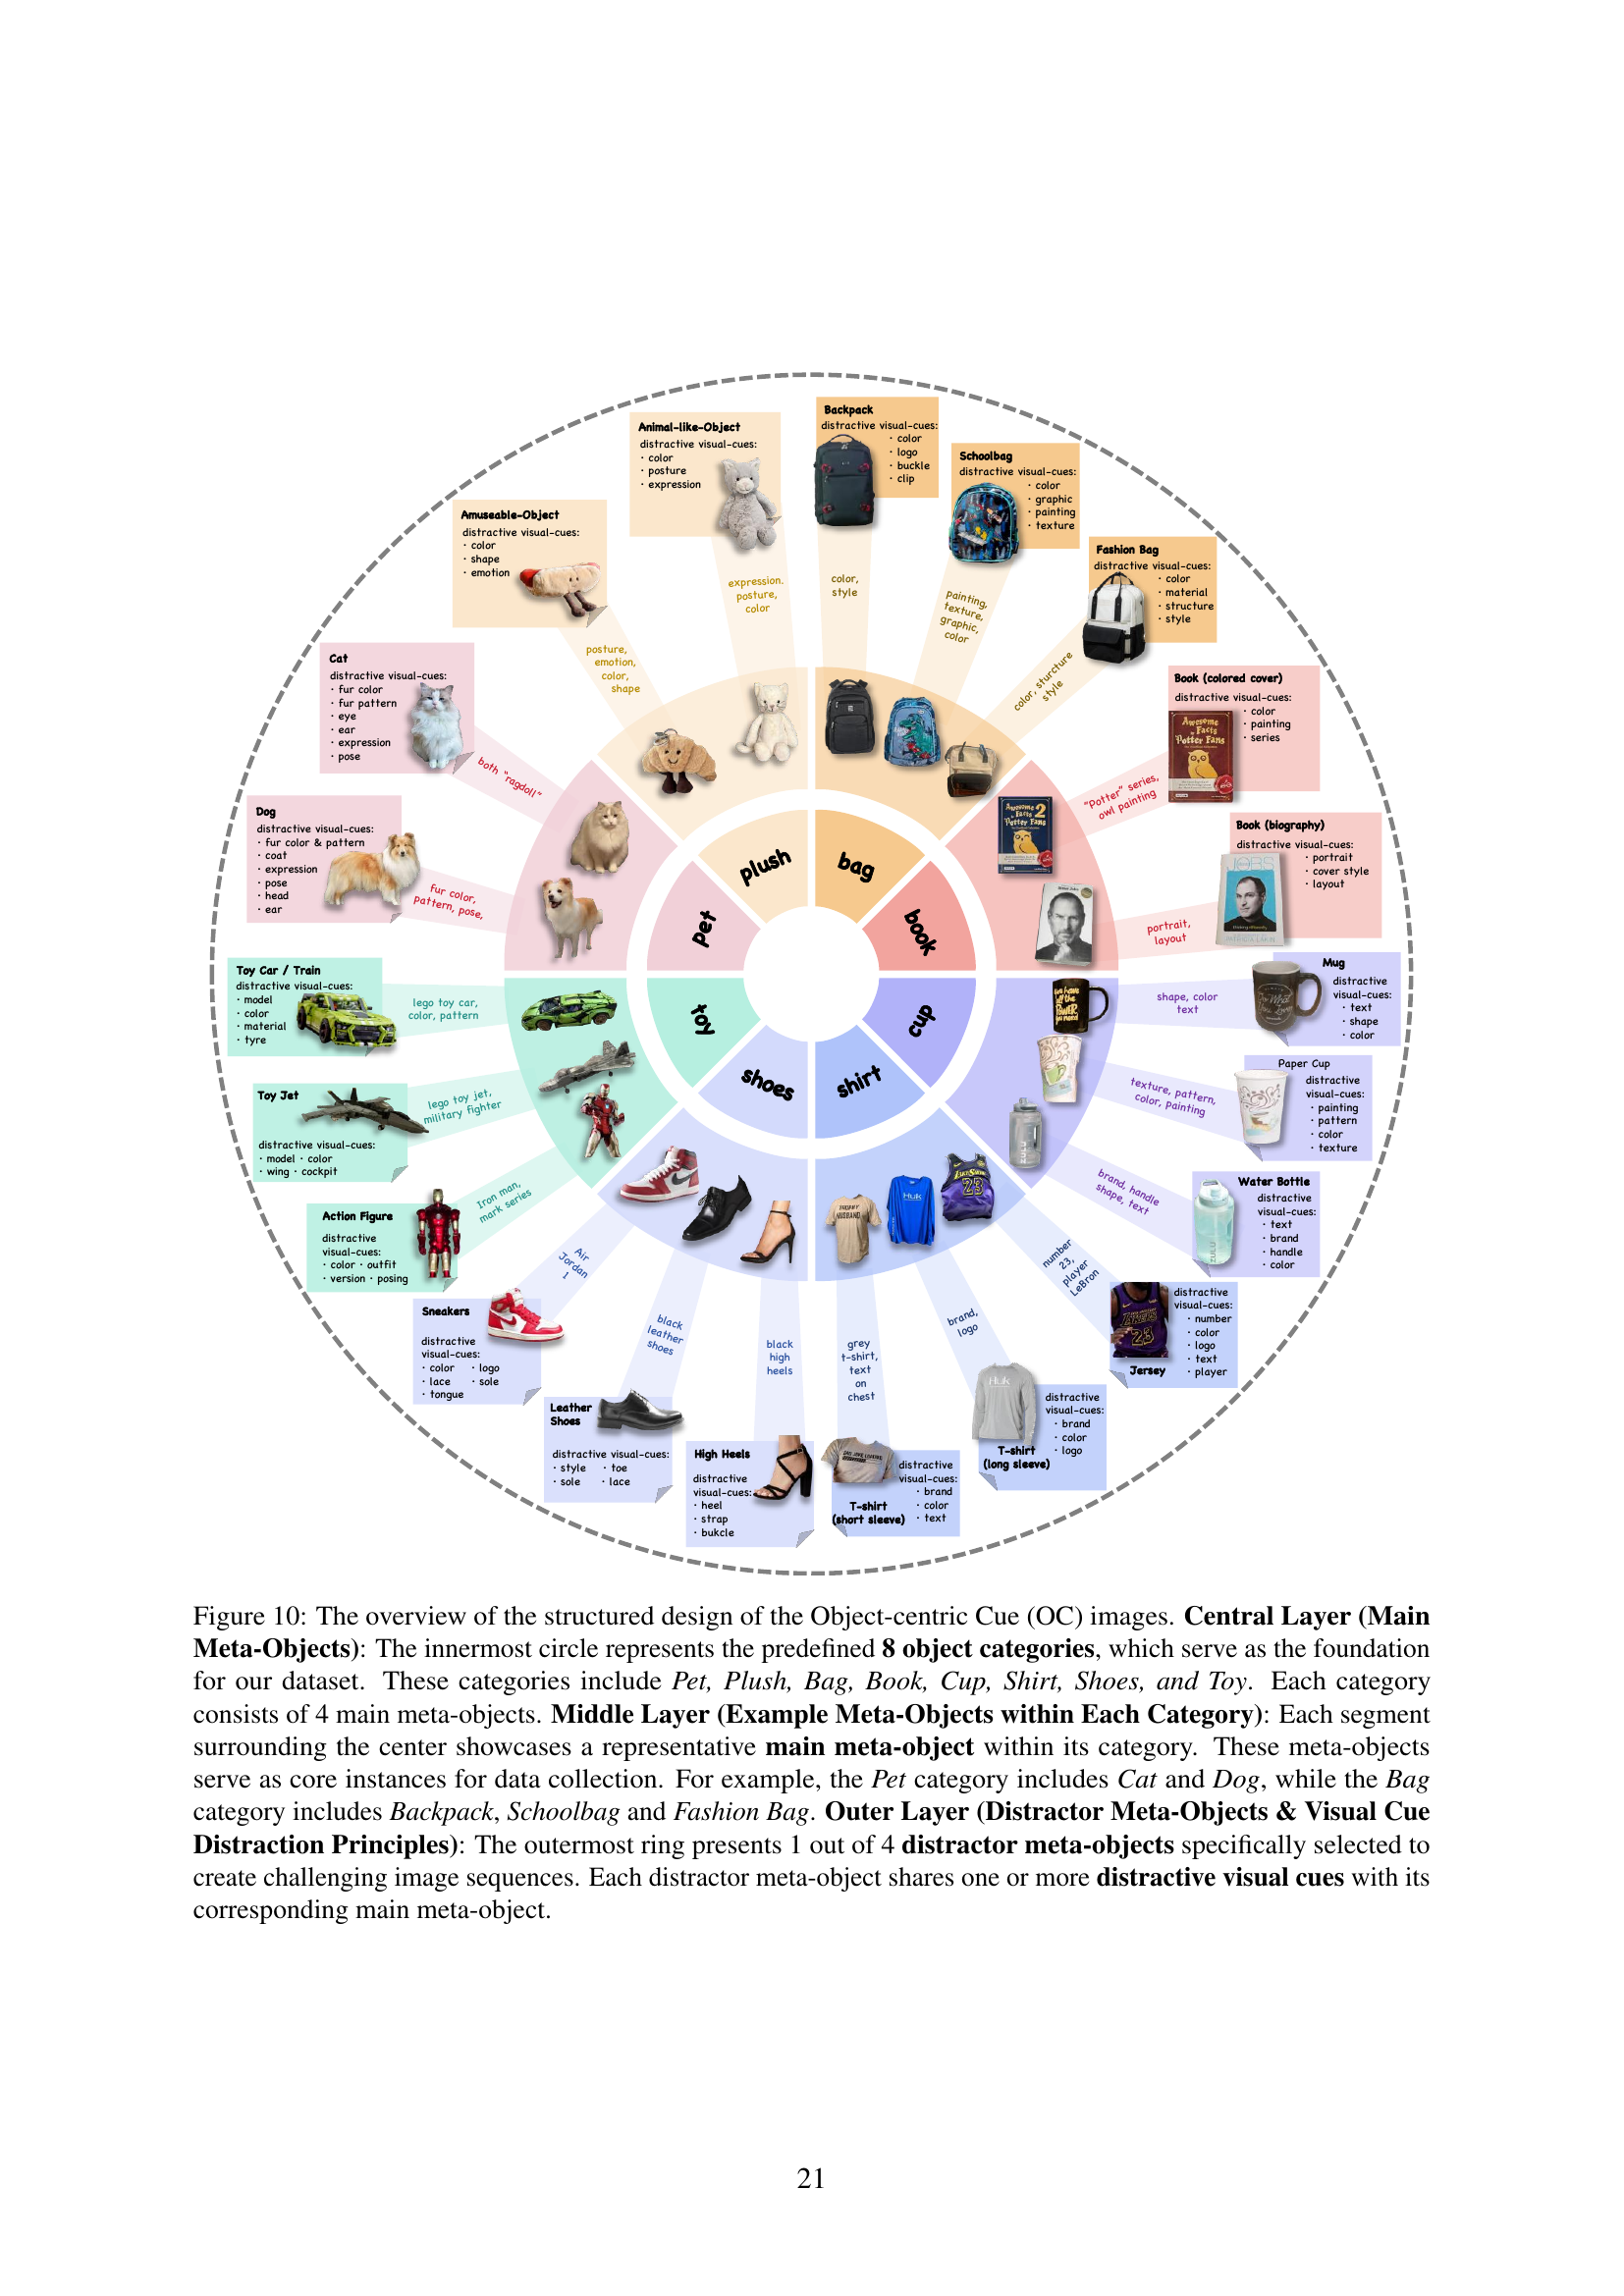 Animal-like-Object
distractive visual-cues:
· color
· posture
· expression
expression.
posture,
color
Backpack
distractive visual-cues:
· color
· logo
· buckle
· clip
color,
style
Schoolbag
distractive visual-cues:
· color
· graphic
· painting
· texture
painting,
texture,
graphic,
color
Fashion Bag
distractive visual-cues:
· color
· material
· structure
· style
color, sturcture
style
Book (colored cover)
distractive visual-cues:
· color
· painting
· series
Awesome
Facts
Potter Fans
"Potter" series,
owl painting
Awesome 2
Facts
Potter Fans
Book (biography)
distractive visual-cues:
· portrait
· cover style
· layout
JOBS
portrait,
layout
Mug
distractive
visual-cues:
· text
· shape
· color
shape, color
text
Paper Cup
distractive
visual-cues:
· painting
· pattern
· color
· texture
texture, pattern,
color, painting
Water Bottle
distractive
visual-cues:
· text
· brand
· handle
· color
ZULU
brand, handle
shape, text
ZULU
distractive
visual-cues:
· number
· color
· logo
· text
· player
Jersey
23
number
23,
player
LeBron
23
distractive
visual-cues:
· brand
· color
· logo
T-shirt
(long sleeve)
Huk
brand,
logo
Huk
distractive
visual-cues:
· brand
· color
· text
T-shirt
(short sleeve)
grey
t-shirt,
text
on
chest
HUSBAND
High Heels
distractive
visual-cues:
· heel
· strap
· bukcle
black
high
heels
Leather
Shoes
distractive visual-cues:
· style · toe
· sole · lace
black
leather
shoes
Sneakers
distractive
visual-cues:
· color · logo
· lace · sole
· tongue
Air
Jordan
1
Action Figure
distractive
visual-cues:
· color · outfit
· version · posing
Iron man,
mark series
Toy Jet
distractive visual-cues:
· model · color
· wing · cockpit
lego toy jet,
military fighter
Toy Car / Train
distractive visual-cues:
· model
· color
· material
· tyre
lego toy car,
color, pattern
Dog
distractive visual-cues:
· fur color & pattern
· coat
· expression
· pose
· head
· ear
fur color,
pattern, pose,
Cat
distractive visual-cues:
· fur color
· fur pattern
· eye
· ear
· expression
· pose
both "ragdoll"
Amuseable-Object
distractive visual-cues:
· color
· shape
· emotion
posture,
emotion,
color,
shape
plush
bag
book
cup
shirt
shoes
toy
pet
Figure 10: The overview of the structured design of the Object-centric Cue (OC) images. Central Layer (Main
Meta-Objects): The innermost circle represents the predefined 8 object categories, which serve as the foundation
for our dataset. These categories include Pet, Plush, Bag, Book, Cup, Shirt, Shoes, and Toy. Each category
consists of 4 main meta-objects. Middle Layer (Example Meta-Objects within Each Category): Each segment
surrounding the center showcases a representative main meta-object within its category. These meta-objects
serve as core instances for data collection. For example, the Pet category includes Cat and Dog, while the Bag
category includes Backpack, Schoolbag and Fashion Bag. Outer Layer (Distractor Meta-Objects & Visual Cue
Distraction Principles): The outermost ring presents 1 out of 4 distractor meta-objects specifically selected to
create challenging image sequences. Each distractor meta-object shares one or more distractive visual cues with its
corresponding main meta-object.
21